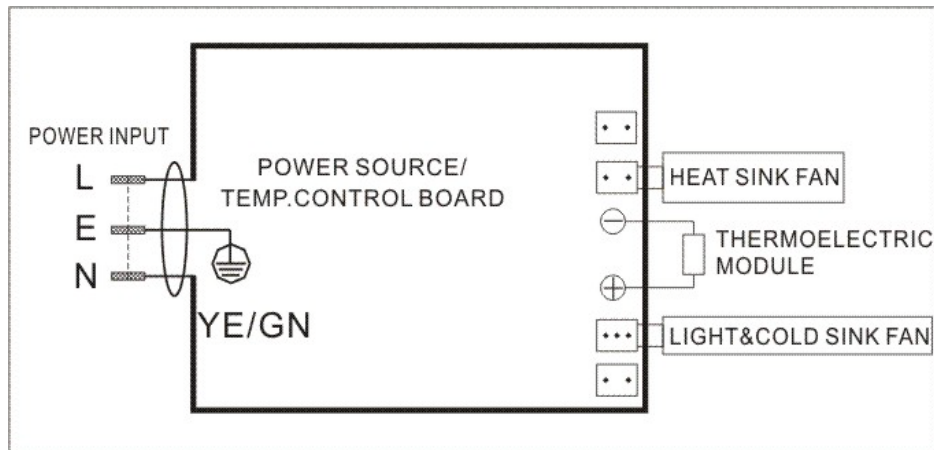 POWER INPUT
L
E
N
YE/GN
POWER SOURCE/
TEMP.CONTROL BOARD
HEAT SINK FAN
THERMOELECTRIC
MODULE
LIGHT&COLD SINK FAN